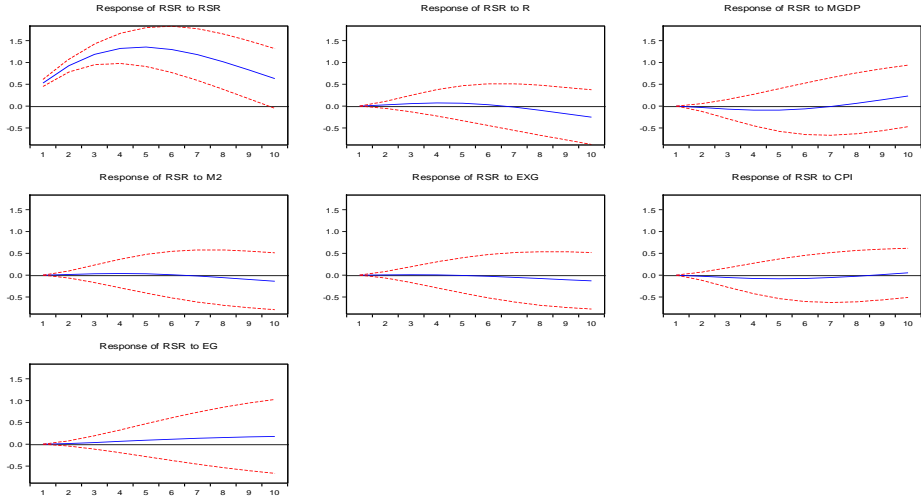 Response of RSR to RSR
1.5
1.0
0.5
0.0
-0.5
1 2 3 4 5 6 7 8 9 10
Response of RSR to R
1.5
1.0
0.5
0.0
-0.5
1 2 3 4 5 6 7 8 9 10
Response of RSR to MGDP
1.5
1.0
0.5
0.0
-0.5
1 2 3 4 5 6 7 8 9 10
Response of RSR to M2
1.5
1.0
0.5
0.0
-0.5
1 2 3 4 5 6 7 8 9 10
Response of RSR to EXG
1.5
1.0
0.5
0.0
-0.5
1 2 3 4 5 6 7 8 9 10
Response of RSR to CPI
1.5
1.0
0.5
0.0
-0.5
1 2 3 4 5 6 7 8 9 10
Response of RSR to EG
1.5
1.0
0.5
0.0
-0.5
1 2 3 4 5 6 7 8 9 10